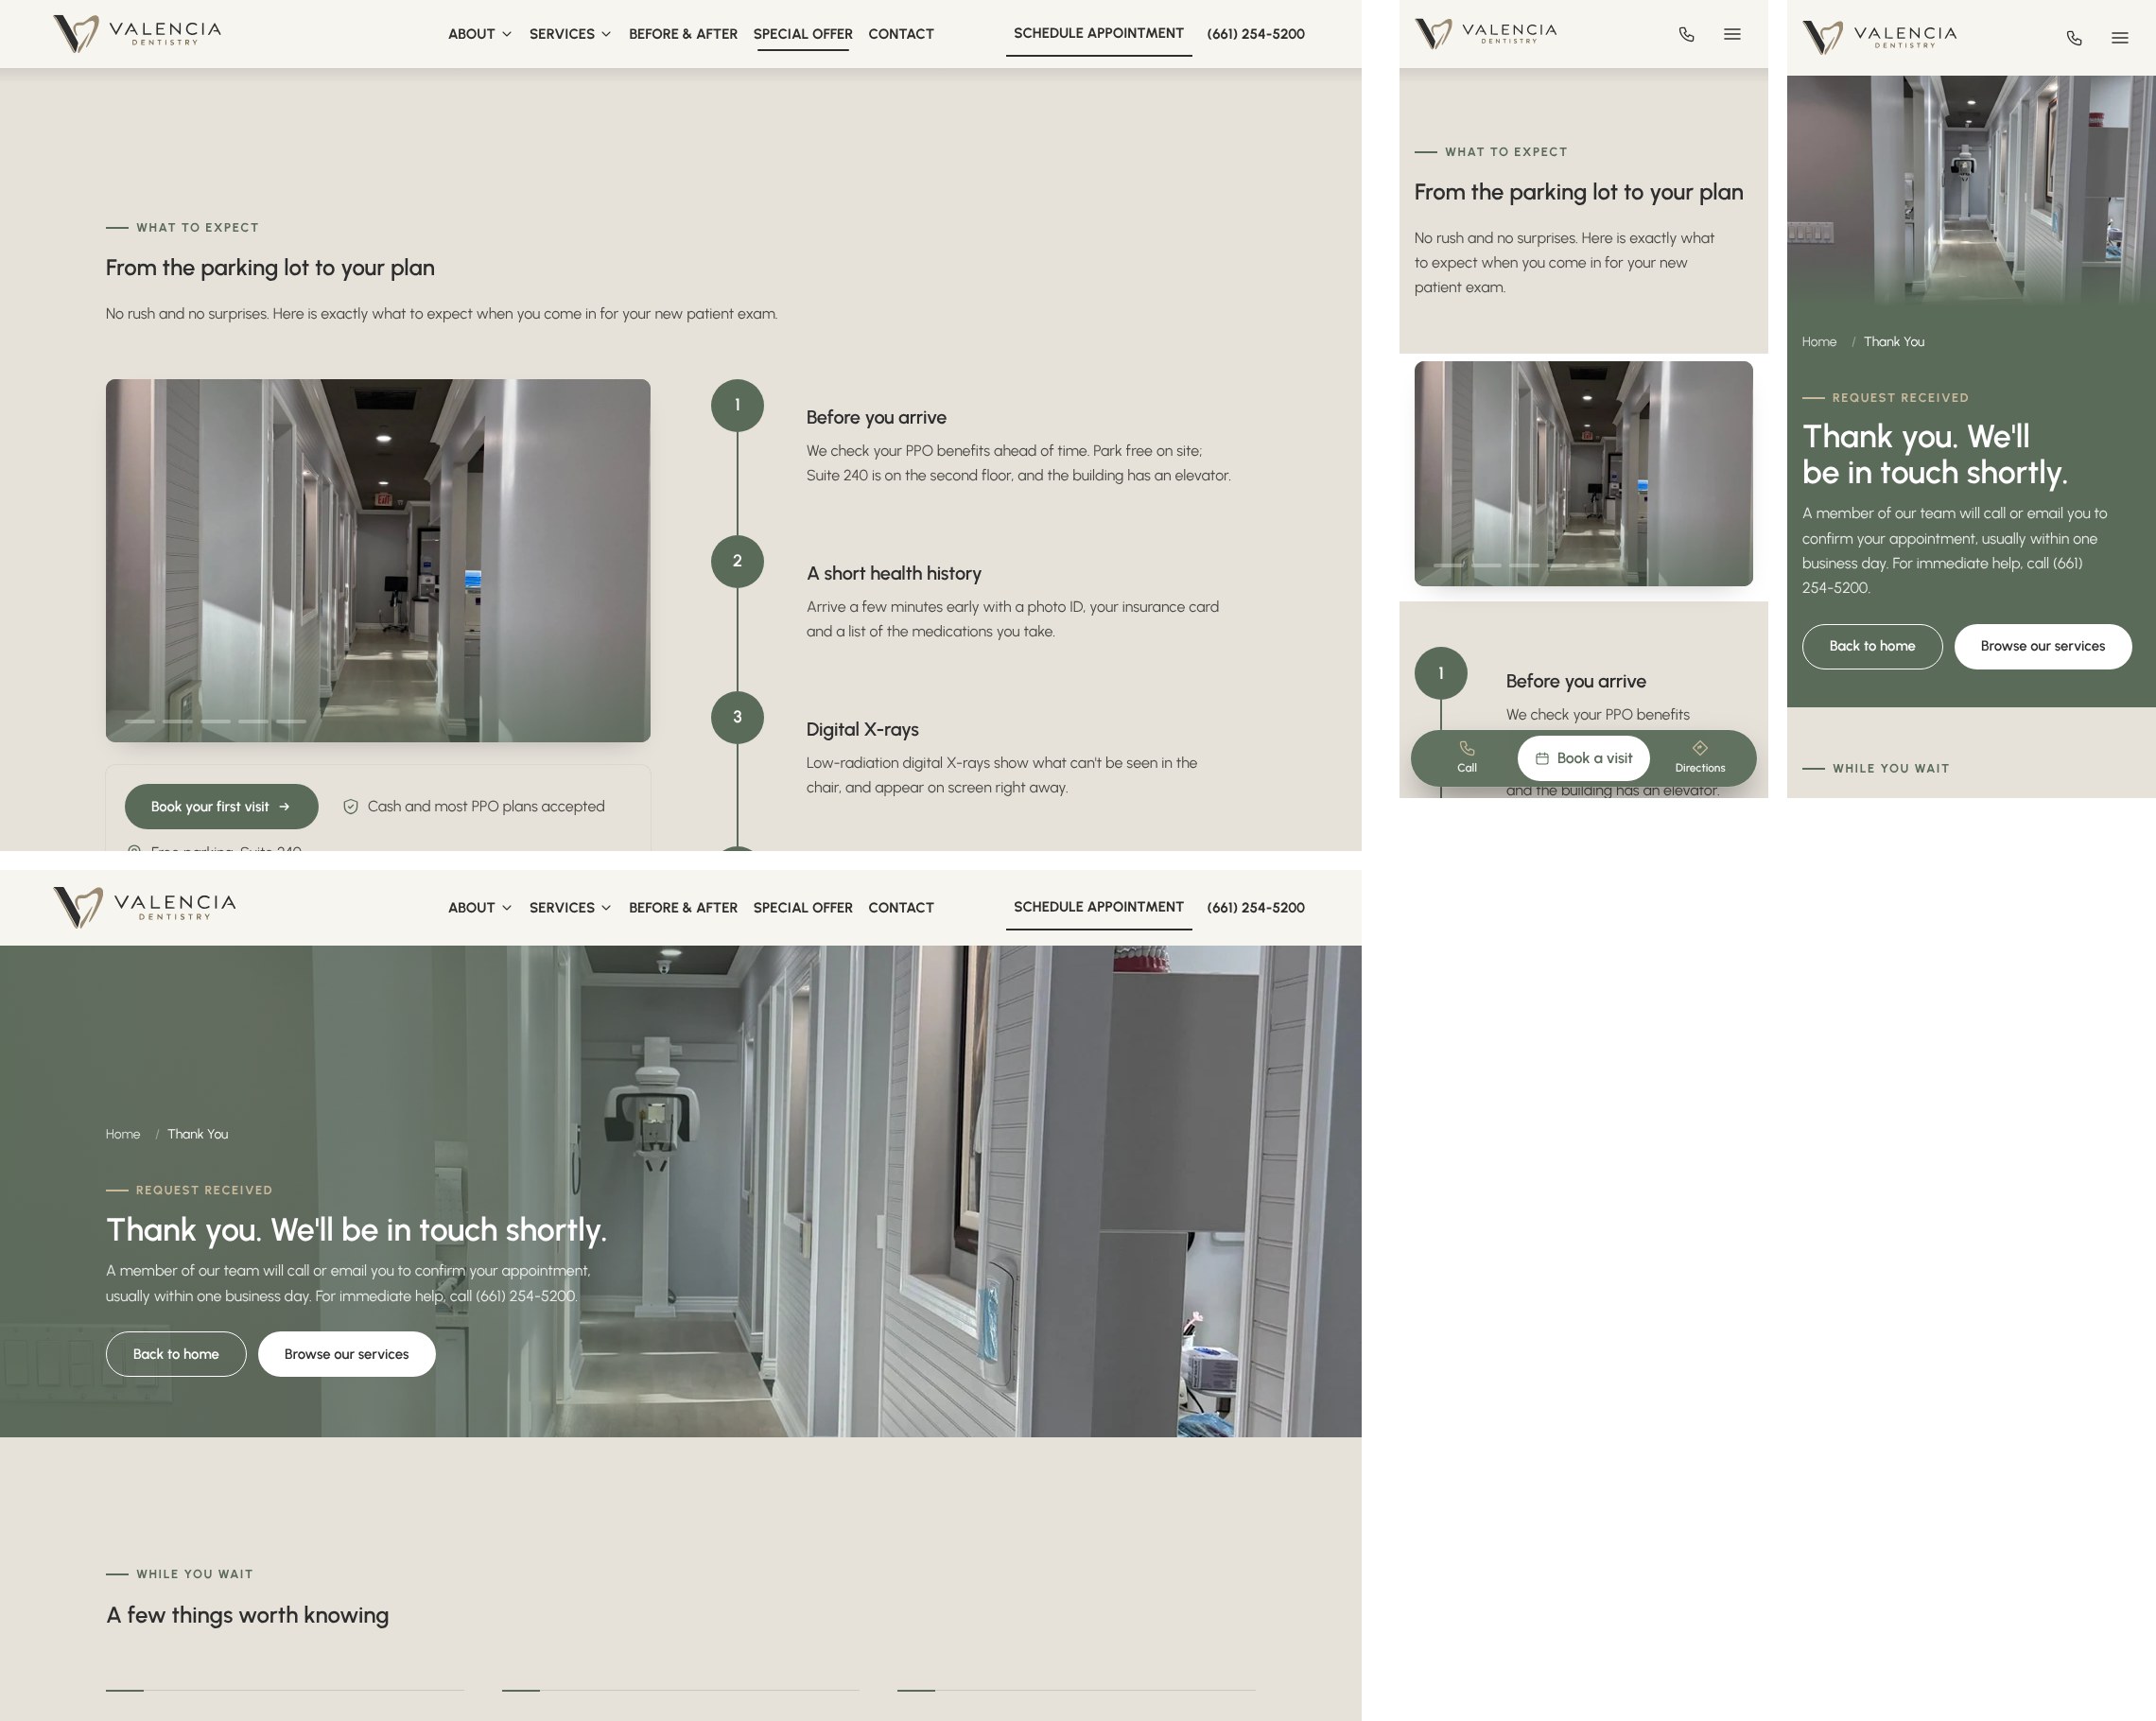 VALENCIA
DENTISTRY
ABOUT
SERVICES
BEFORE & AFTER
SPECIAL OFFER
CONTACT
SCHEDULE APPOINTMENT
(661) 254-5200
WHAT TO EXPECT
From the parking lot to your plan
No rush and no surprises. Here is exactly what to expect when you come in for your new patient exam.
1
Before you arrive
We check your PPO benefits ahead of time. Park free on site;
Suite 240 is on the second floor, and the building has an elevator.
2
A short health history
Arrive a few minutes early with a photo ID, your insurance card
and a list of the medications you take.
3
Digital X-rays
Low-radiation digital X-rays show what can't be seen in the
chair, and appear on screen right away.
Book your first visit
Cash and most PPO plans accepted
Free parking, Suite 240
VALENCIA
DENTISTRY
WHAT TO EXPECT
From the parking lot to your plan
No rush and no surprises. Here is exactly what
to expect when you come in for your new
patient exam.
1
Before you arrive
We check your PPO benefits
Call
Book a visit
Directions
and the building has an elevator.
VALENCIA
DENTISTRY
Home / Thank You
REQUEST RECEIVED
Thank you. We'll
be in touch shortly.
A member of our team will call or email you to
confirm your appointment, usually within one
business day. For immediate help, call (661)
254-5200.
Back to home
Browse our services
WHILE YOU WAIT
VALENCIA
DENTISTRY
ABOUT
SERVICES
BEFORE & AFTER
SPECIAL OFFER
CONTACT
SCHEDULE APPOINTMENT
(661) 254-5200
Home / Thank You
REQUEST RECEIVED
Thank you. We'll be in touch shortly.
A member of our team will call or email you to confirm your appointment,
usually within one business day. For immediate help, call (661) 254-5200.
Back to home
Browse our services
WHILE YOU WAIT
A few things worth knowing